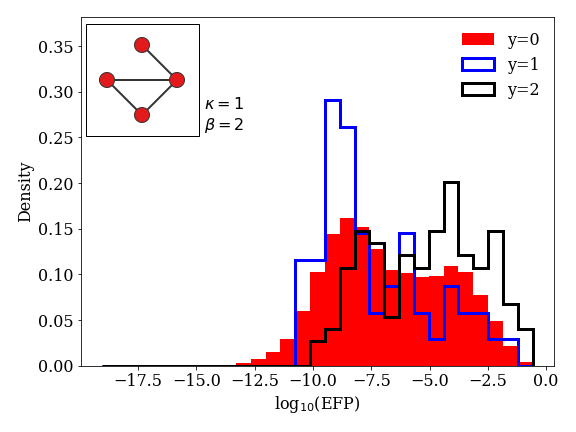 y=0
y=1
y=2
κ = 1
β = 2
Density
0.35
0.30
0.25
0.20
0.15
0.10
0.05
0.00
−17.5 −15.0 −12.5 −10.0 −7.5 −5.0 −2.5 0.0
log₁₀(EFP)